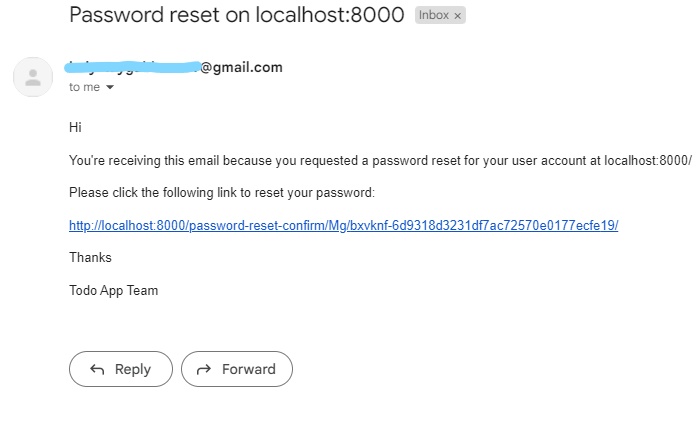 Password reset on localhost:8000 Inbox ×
@gmail.com
to me
Hi
You're receiving this email because you requested a password reset for your user account at localhost:8000/
Please click the following link to reset your password:
http://localhost:8000/password-reset-confirm/Mg/bxvknf-6d9318d3231df7ac72570e0177ecfe19/
Thanks
Todo App Team
Reply Forward